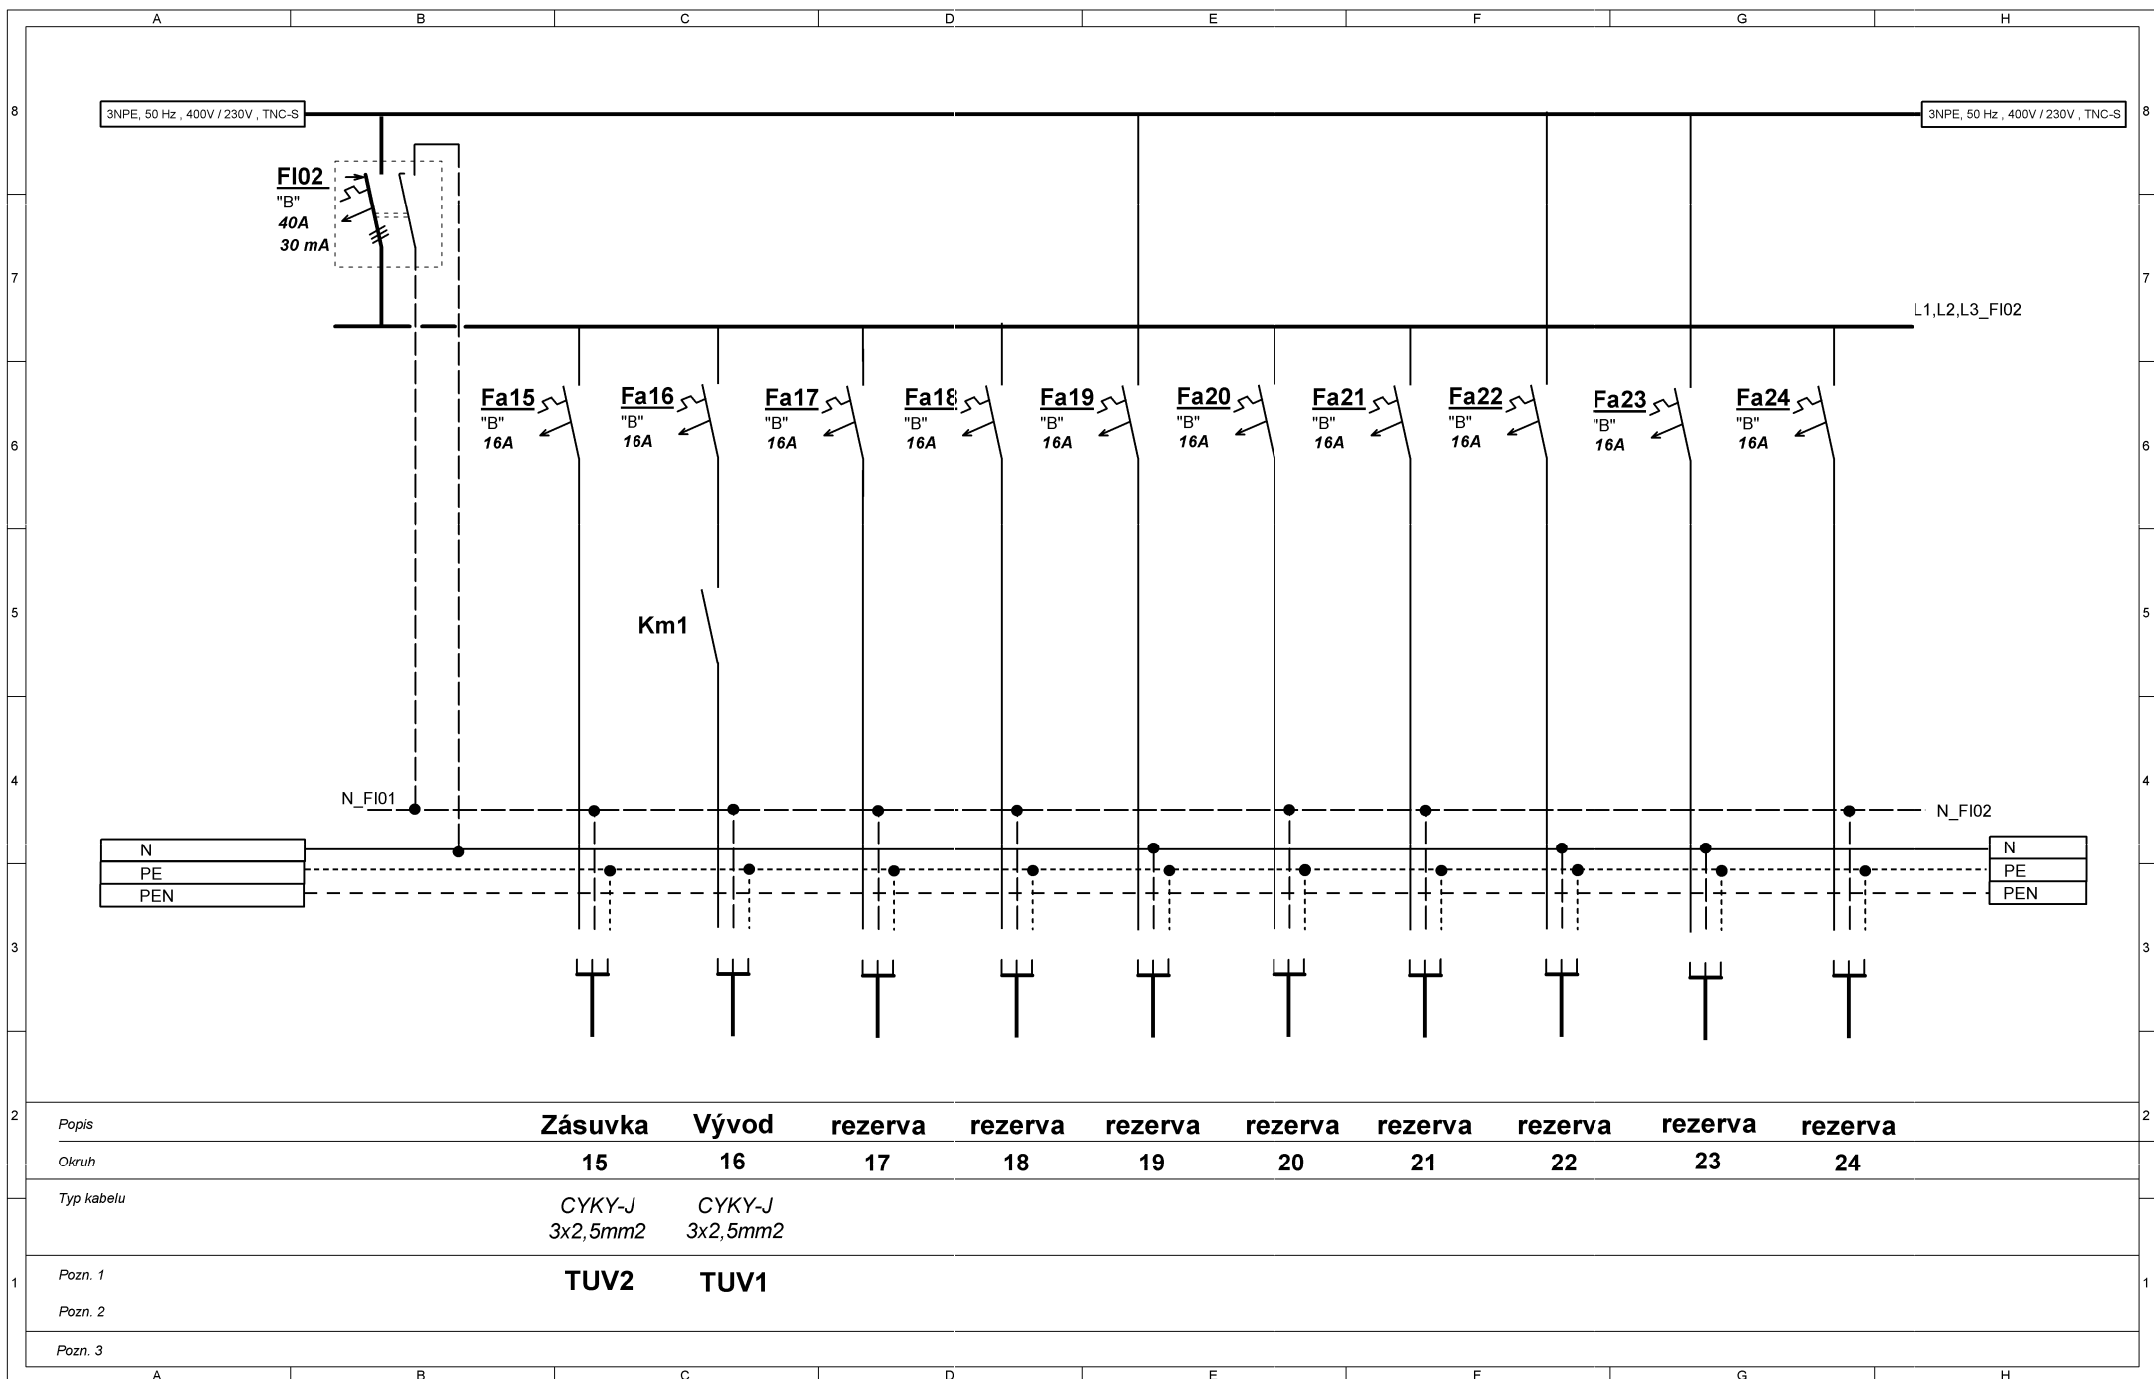 A B C D E F G H
8 8
3NPE, 50 Hz , 400V / 230V , TNC-S 3NPE, 50 Hz , 400V / 230V , TNC-S
FI02
"B"
40A
30 mA
7 7
L1,L2,L3_FI02
Fa15 Fa16 Fa17 Fa18 Fa19 Fa20 Fa21 Fa22 Fa23 Fa24
"B" "B" "B" "B" "B" "B" "B" "B" "B" "B"
16A 16A 16A 16A 16A 16A 16A 16A 16A 16A
6 6
5 5
Km1
4 4
N_FI01 N_FI02
N N
PE PE
PEN PEN
3 3
2 2
Popis Zásuvka Vývod rezerva rezerva rezerva rezerva rezerva rezerva rezerva rezerva
Okruh 15 16 17 18 19 20 21 22 23 24
Typ kabelu CYKY-J CYKY-J
3x2,5mm2 3x2,5mm2
1 1
Pozn. 1 TUV2 TUV1
Pozn. 2
Pozn. 3
A B C D E F G H